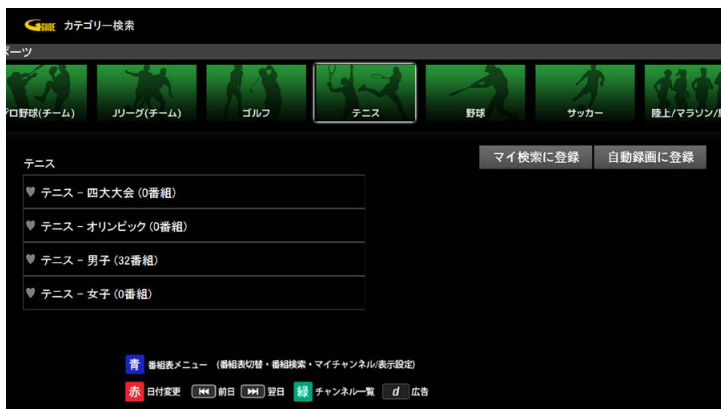 GGUIDE カテゴリー検索
ポーツ
プロ野球(チーム) Jリーグ(チーム) ゴルフ テニス 野球 サッカー 陸上/マラソン/
テニス
マイ検索に登録 自動録画に登録
テニス - 四大大会 (0番組)
テニス - オリンピック (0番組)
テニス - 男子 (32番組)
テニス - 女子 (0番組)
青 番組表メニュー (番組表切替・番組検索・マイチャンネル/表示設定)
赤 日付変更 ⏮ 前日 ⏭ 翌日 緑 チャンネル一覧 d 広告